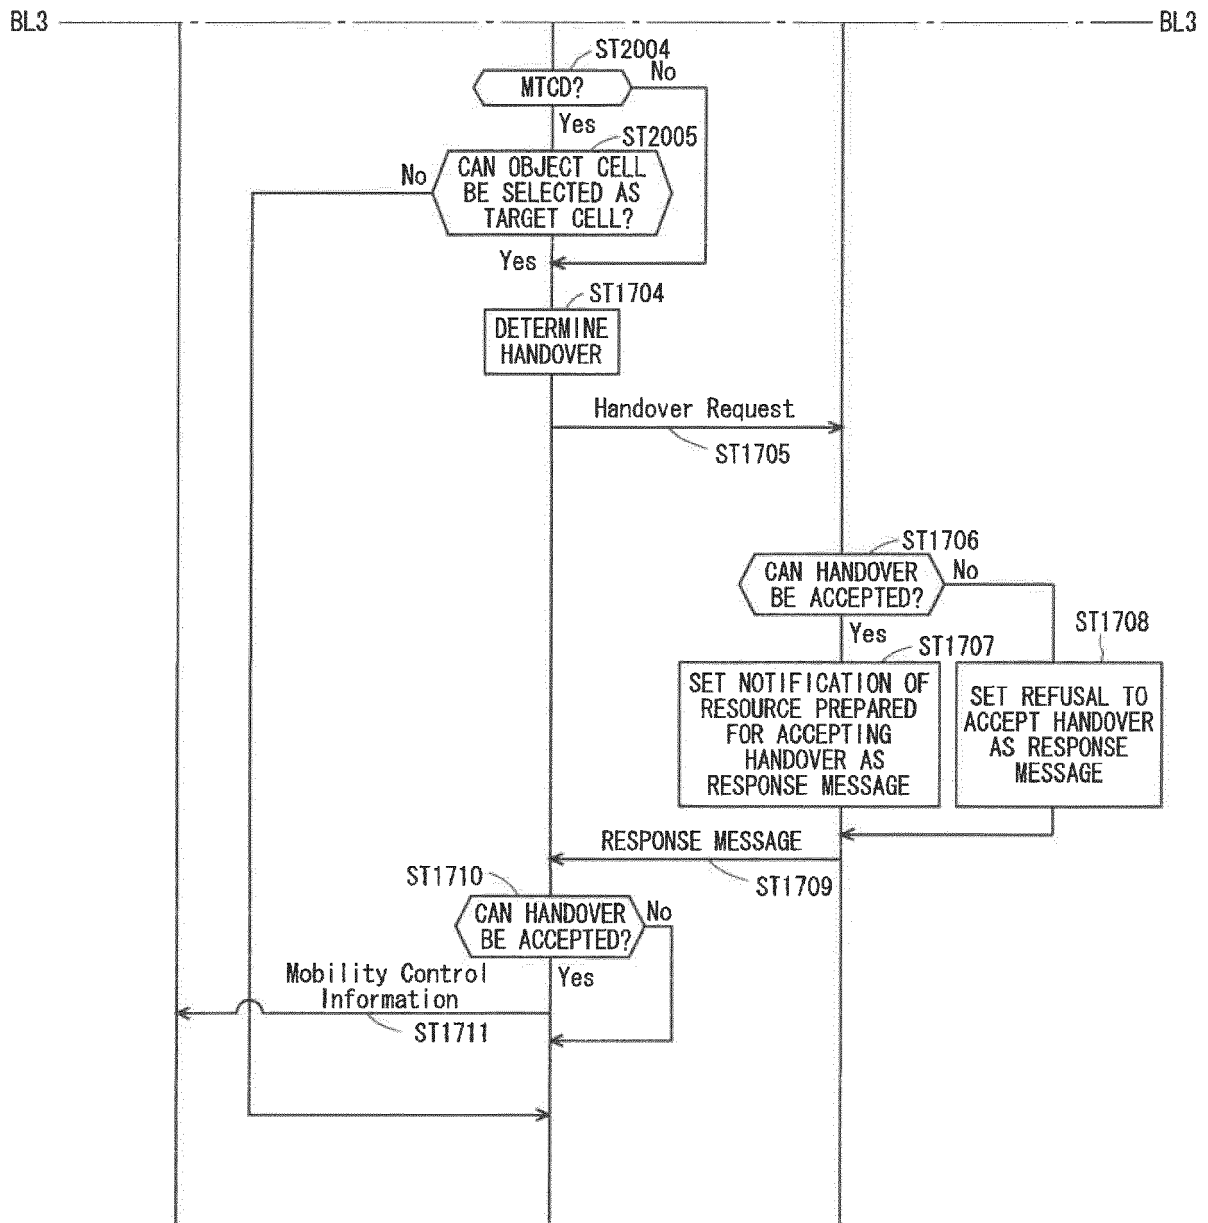 BL3
BL3
ST2004
MTCD?
No
Yes
ST2005
CAN OBJECT CELL
BE SELECTED AS
TARGET CELL?
No
Yes
ST1704
DETERMINE
HANDOVER
Handover Request
ST1705
ST1706
CAN HANDOVER
BE ACCEPTED?
No
Yes
ST1707
ST1708
SET NOTIFICATION OF
RESOURCE PREPARED
FOR ACCEPTING
HANDOVER AS
RESPONSE MESSAGE
SET REFUSAL TO
ACCEPT HANDOVER
AS RESPONSE
MESSAGE
RESPONSE MESSAGE
ST1709
ST1710
CAN HANDOVER
BE ACCEPTED?
No
Yes
Mobility Control
Information
ST1711